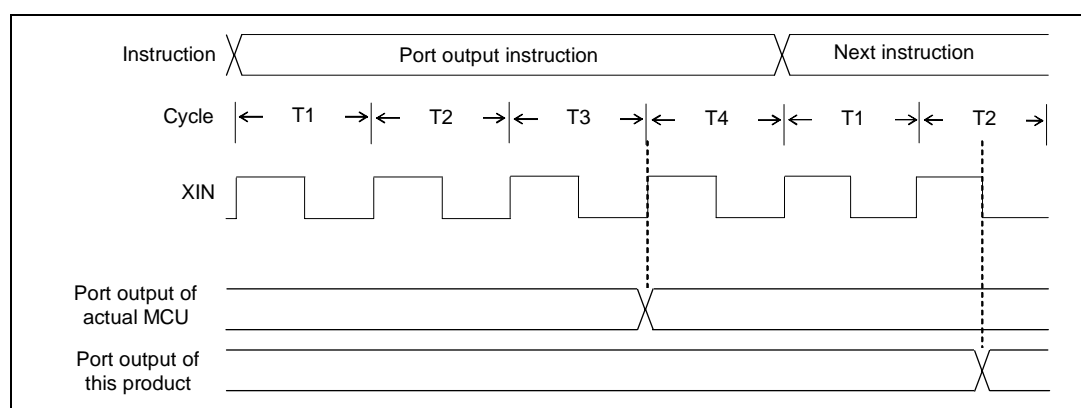 Instruction Port output instruction Next instruction
Cycle T1 T2 T3 T4 T1 T2
XIN
Port output of
actual MCU
Port output of
this product